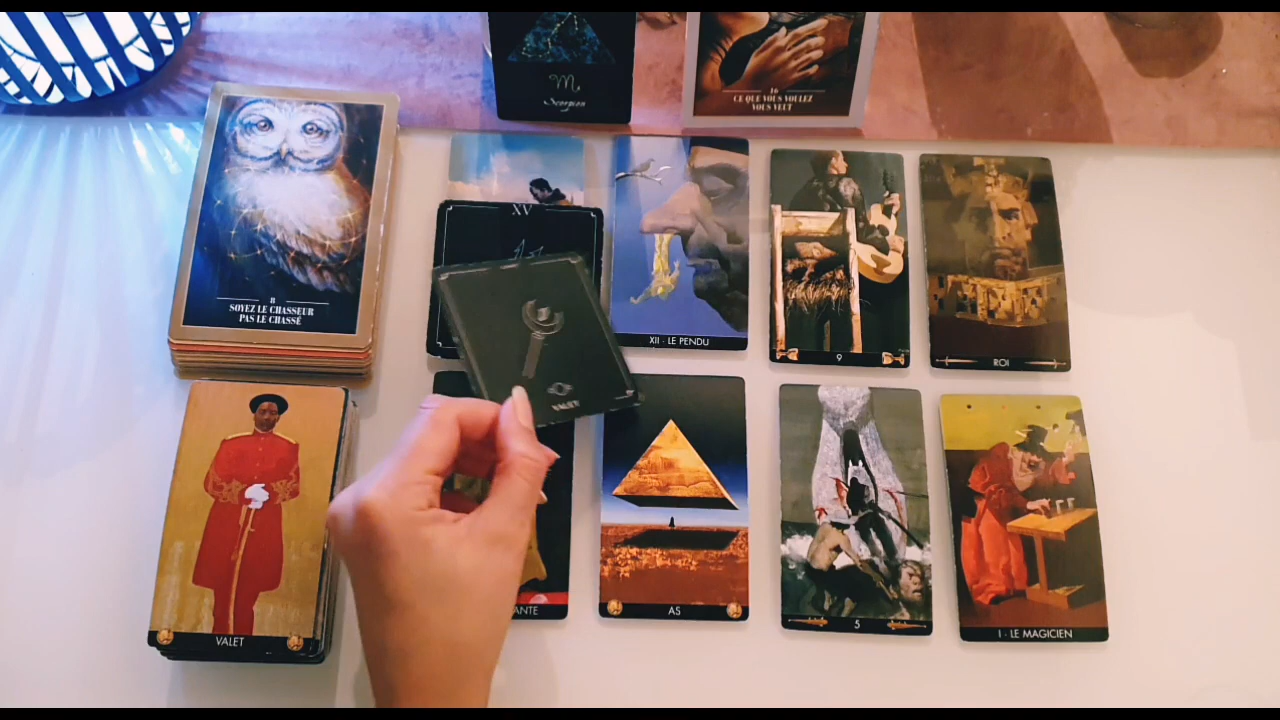 Scorpion
16
CE QUE VOUS VOULEZ
VOUS VEUT
8
SOYEZ LE CHASSEUR
PAS LE CHASSÉ
XV
XII · LE PENDU
9
ROI
VALET
VALET
ANTE
AS
5
I · LE MAGICIEN